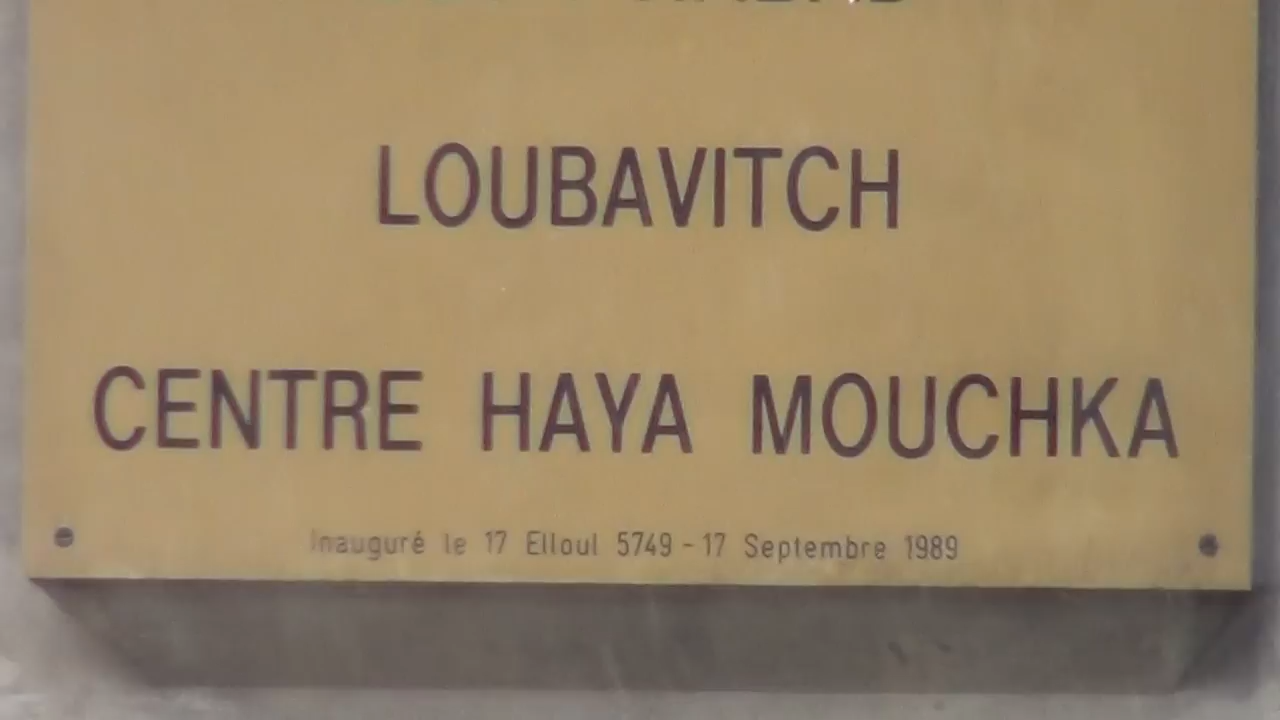 LOUBAVITCH
CENTRE HAYA MOUCHKA
Inauguré le 17 Elloul 5749 - 17 Septembre 1989